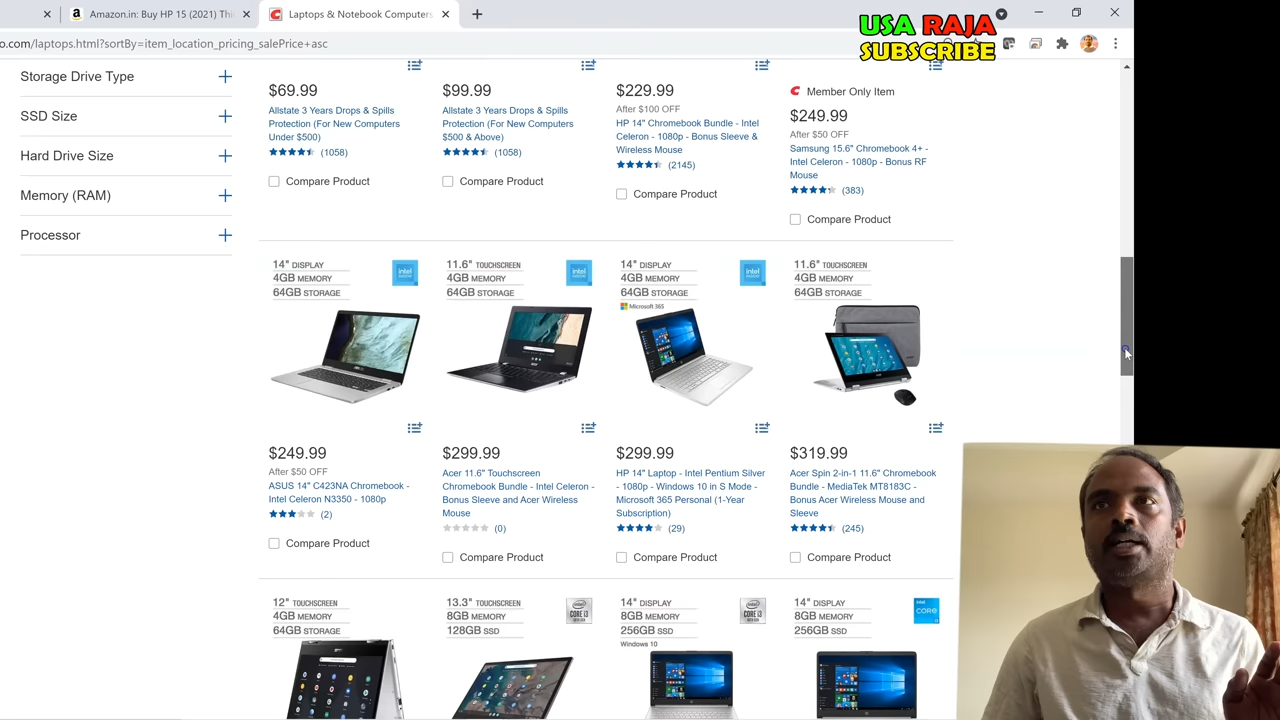 Amazon.in: Buy HP 15 (2021) Thi
Laptops & Notebook Computers
USA RAJA
SUBSCRIBE
o.com/laptops.html?sortBy=item_location_pricing_salePrice+asc
Storage Drive Type
SSD Size
Hard Drive Size
Memory (RAM)
Processor
$69.99
Allstate 3 Years Drops & Spills
Protection (For New Computers
Under $500)
(1058)
Compare Product
$99.99
Allstate 3 Years Drops & Spills
Protection (For New Computers
$500 & Above)
(1058)
Compare Product
$229.99
After $100 OFF
HP 14" Chromebook Bundle - Intel
Celeron - 1080p - Bonus Sleeve &
Wireless Mouse
(2145)
Compare Product
Member Only Item
$249.99
After $50 OFF
Samsung 15.6" Chromebook 4+ -
Intel Celeron - 1080p - Bonus RF
Mouse
(383)
Compare Product
14" DISPLAY
4GB MEMORY
64GB STORAGE
intel
$249.99
After $50 OFF
ASUS 14" C423NA Chromebook -
Intel Celeron N3350 - 1080p
(2)
Compare Product
11.6" TOUCHSCREEN
4GB MEMORY
64GB STORAGE
intel
$299.99
Acer 11.6" Touchscreen
Chromebook Bundle - Intel Celeron -
Bonus Sleeve and Acer Wireless
Mouse
(0)
Compare Product
14" DISPLAY
4GB MEMORY
64GB STORAGE
Microsoft 365
intel
$299.99
HP 14" Laptop - Intel Pentium Silver
- 1080p - Windows 10 in S Mode -
Microsoft 365 Personal (1-Year
Subscription)
(29)
Compare Product
11.6" TOUCHSCREEN
4GB MEMORY
64GB STORAGE
$319.99
Acer Spin 2-in-1 11.6" Chromebook
Bundle - MediaTek MT8183C -
Bonus Acer Wireless Mouse and
Sleeve
(245)
Compare Product
12" TOUCHSCREEN
4GB MEMORY
64GB STORAGE
13.3" TOUCHSCREEN
8GB MEMORY
128GB SSD
intel
CORE i3
14" DISPLAY
8GB MEMORY
256GB SSD
Windows 10
intel
CORE i3
14" DISPLAY
8GB MEMORY
256GB SSD
intel
CORE